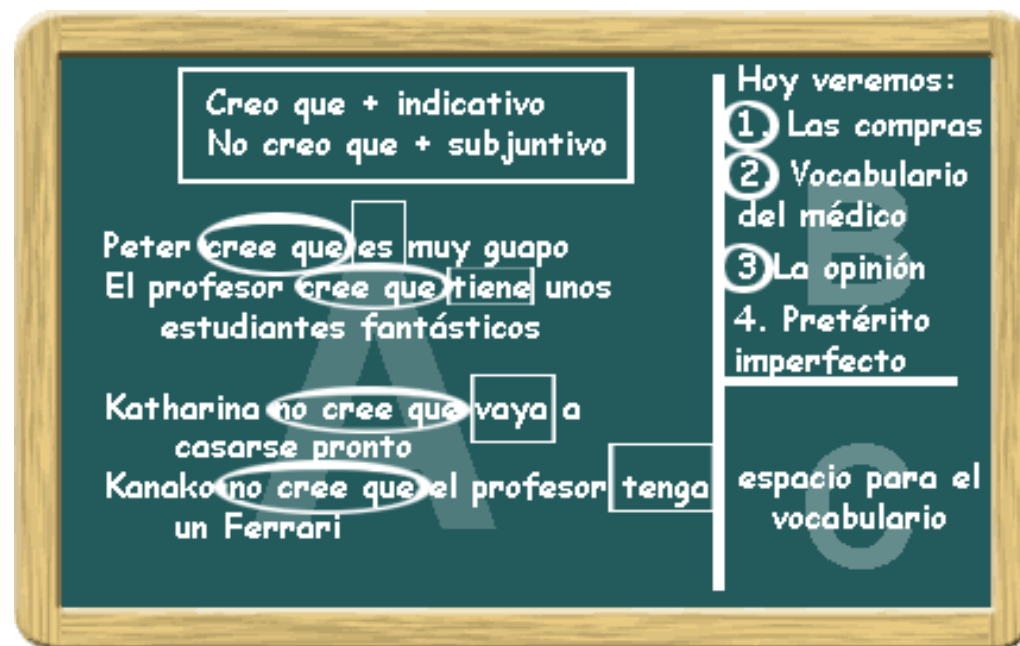 Creo que + indicativo
No creo que + subjuntivo
Peter cree que es muy guapo
El profesor cree que tiene unos
estudiantes fantásticos
Katharina no cree que vaya a
casarse pronto
Kanako no cree que el profesor tenga
un Ferrari
A
Hoy veremos:
1. Las compras
2. Vocabulario
del médico
3 La opinión
4. Pretérito
imperfecto
B
espacio para el
vocabulario
C